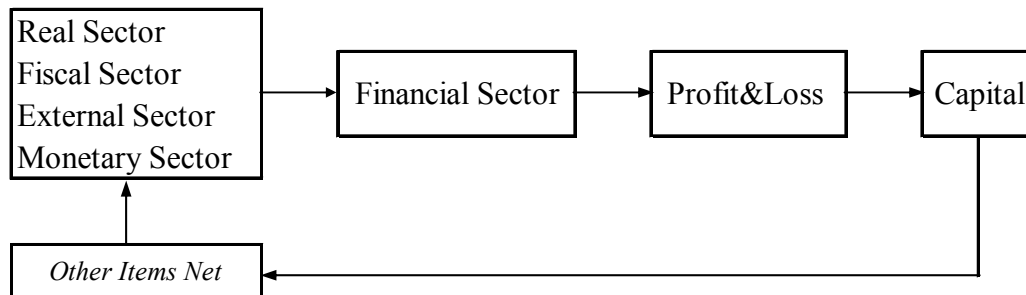 Real Sector
Fiscal Sector
External Sector
Monetary Sector
Financial Sector
Profit&Loss
Capital
Other Items Net